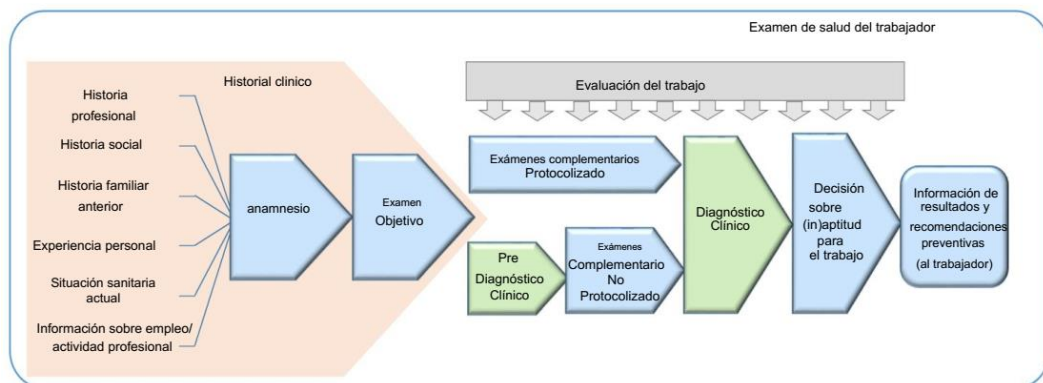 Examen de salud del trabajador
Historial clinico
Historia
profesional
Historia social
Historia familiar
anterior
Experiencia personal
Situación sanitaria
actual
Información sobre empleo/
actividad profesional
anamnesio
Examen
Objetivo
Evaluación del trabajo
Exámenes complementarios
Protocolizado
Pre
Diagnóstico
Clínico
Exámenes
Complementario
No
Protocolizado
Diagnóstico
Clínico
Decisión
sobre
(in)aptitud
para
el trabajo
Información de
resultados y
recomendaciones
preventivas
(al trabajador)